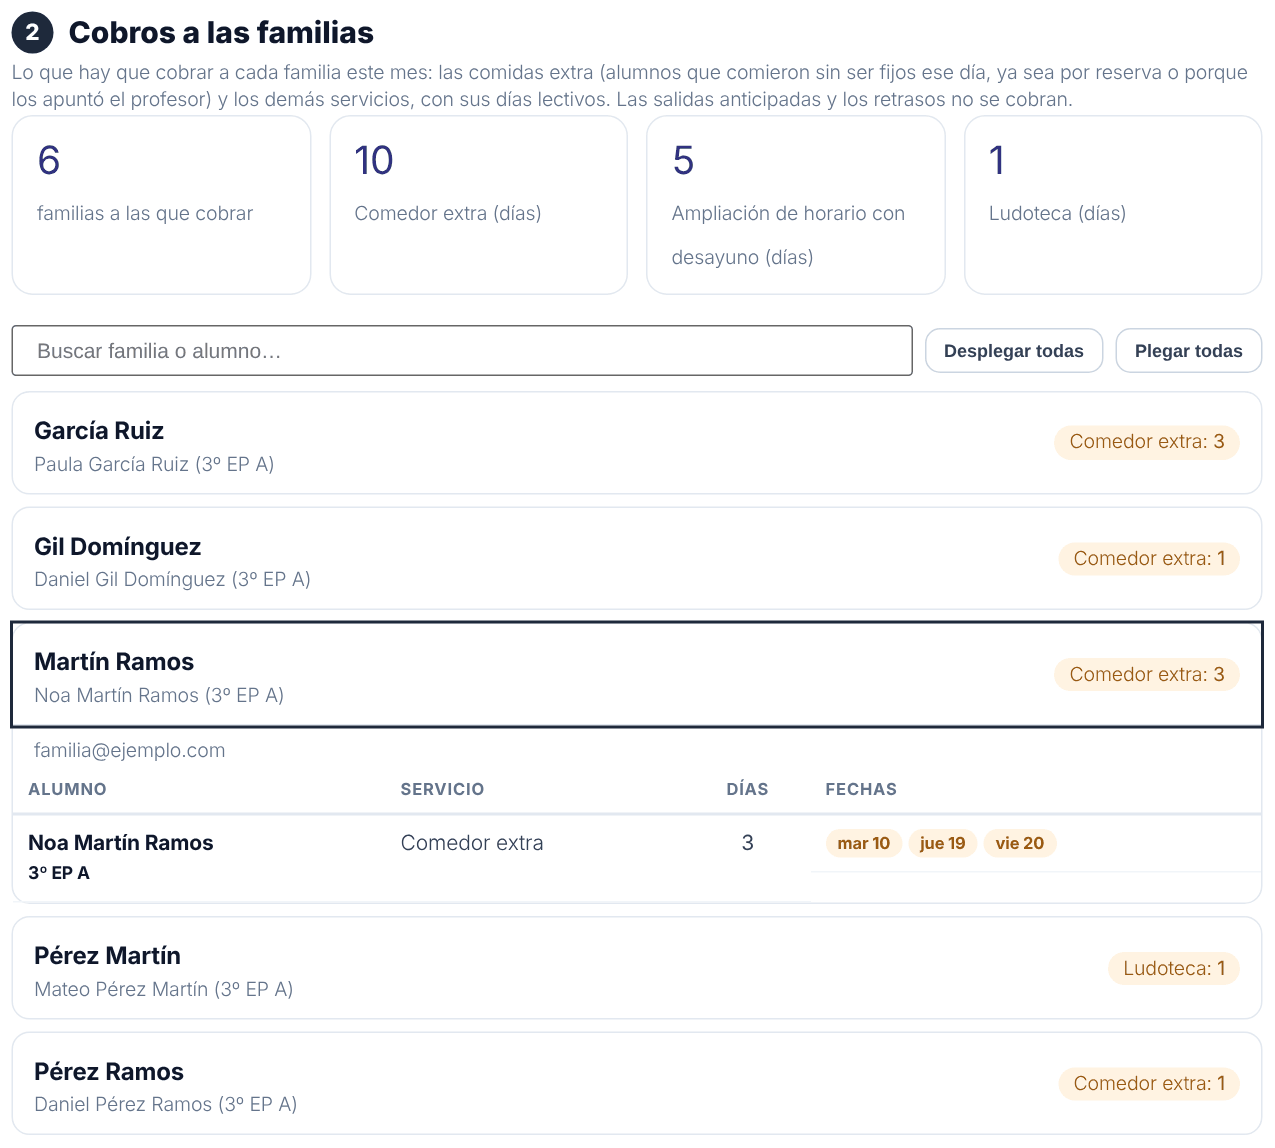 2 Cobros a las familias
Lo que hay que cobrar a cada familia este mes: las comidas extra (alumnos que comieron sin ser fijos ese día, ya sea por reserva o porque
los apuntó el profesor) y los demás servicios, con sus días lectivos. Las salidas anticipadas y los retrasos no se cobran.
6
familias a las que cobrar
10
Comedor extra (días)
5
Ampliación de horario con
desayuno (días)
1
Ludoteca (días)
Buscar familia o alumno…
Desplegar todas
Plegar todas
García Ruiz
Paula García Ruiz (3º EP A)
Comedor extra: 3
Gil Domínguez
Daniel Gil Domínguez (3º EP A)
Comedor extra: 1
Martín Ramos
Noa Martín Ramos (3º EP A)
Comedor extra: 3
familia@ejemplo.com
ALUMNO SERVICIO DÍAS FECHAS
Noa Martín Ramos Comedor extra 3 mar 10 jue 19 vie 20
3º EP A
Pérez Martín
Mateo Pérez Martín (3º EP A)
Ludoteca: 1
Pérez Ramos
Daniel Pérez Ramos (3º EP A)
Comedor extra: 1